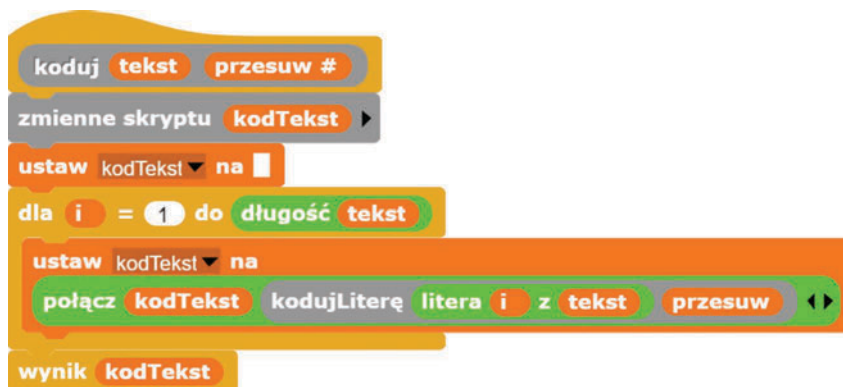 koduj tekst przesuw #
zmienne skryptu kodTekst
ustaw kodTekst na
dla i = 1 do długość tekst
ustaw kodTekst na
połącz kodTekst kodujLiterę litera i z tekst przesuw
wynik kodTekst